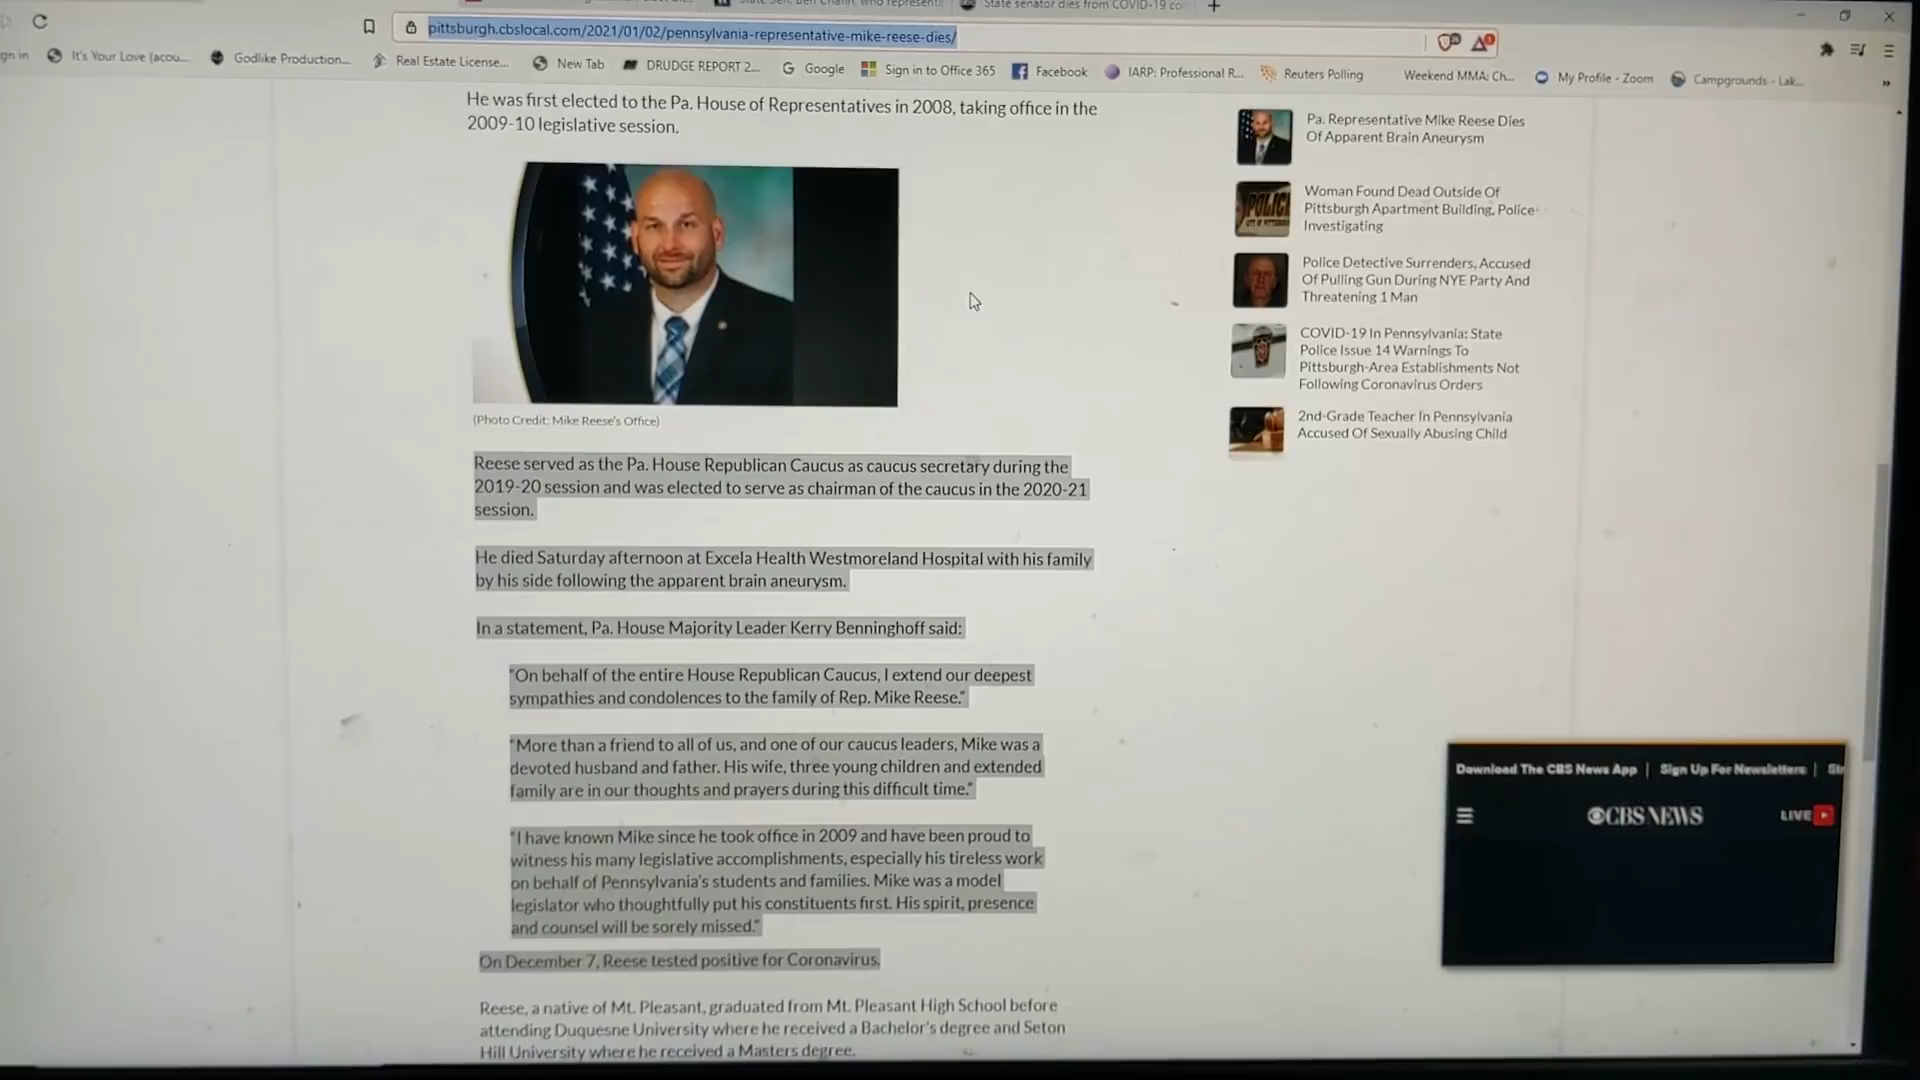 State Sen. Ben Chafin, who represent
State senator dies from COVID-19 co
pittsburgh.cbslocal.com/2021/01/02/pennsylvania-representative-mike-reese-dies/
gn in
It's Your Love (acou...
Godlike Production...
Real Estate License...
New Tab
DRUDGE REPORT 2...
Google
Sign in to Office 365
Facebook
IARP: Professional R...
Reuters Polling
Weekend MMA: Ch...
My Profile - Zoom
Campgrounds - Lak...
He was first elected to the Pa. House of Representatives in 2008, taking office in the
2009-10 legislative session.
(Photo Credit: Mike Reese's Office)
Reese served as the Pa. House Republican Caucus as caucus secretary during the
2019-20 session and was elected to serve as chairman of the caucus in the 2020-21
session.
He died Saturday afternoon at Excela Health Westmoreland Hospital with his family
by his side following the apparent brain aneurysm.
In a statement, Pa. House Majority Leader Kerry Benninghoff said:
"On behalf of the entire House Republican Caucus, I extend our deepest
sympathies and condolences to the family of Rep. Mike Reese."
"More than a friend to all of us, and one of our caucus leaders, Mike was a
devoted husband and father. His wife, three young children and extended
family are in our thoughts and prayers during this difficult time."
"I have known Mike since he took office in 2009 and have been proud to
witness his many legislative accomplishments, especially his tireless work
on behalf of Pennsylvania's students and families. Mike was a model
legislator who thoughtfully put his constituents first. His spirit, presence
and counsel will be sorely missed."
On December 7, Reese tested positive for Coronavirus.
Reese, a native of Mt. Pleasant, graduated from Mt. Pleasant High School before
attending Duquesne University where he received a Bachelor's degree and Seton
Hill University where he received a Masters degree.
Pa. Representative Mike Reese Dies
Of Apparent Brain Aneurysm
POLICE
Woman Found Dead Outside Of
Pittsburgh Apartment Building, Police
Investigating
Police Detective Surrenders, Accused
Of Pulling Gun During NYE Party And
Threatening 1 Man
COVID-19 In Pennsylvania: State
Police Issue 14 Warnings To
Pittsburgh-Area Establishments Not
Following Coronavirus Orders
2nd-Grade Teacher In Pennsylvania
Accused Of Sexually Abusing Child
Download The CBS News App | Sign Up For Newsletters | Str
CBS NEWS
LIVE